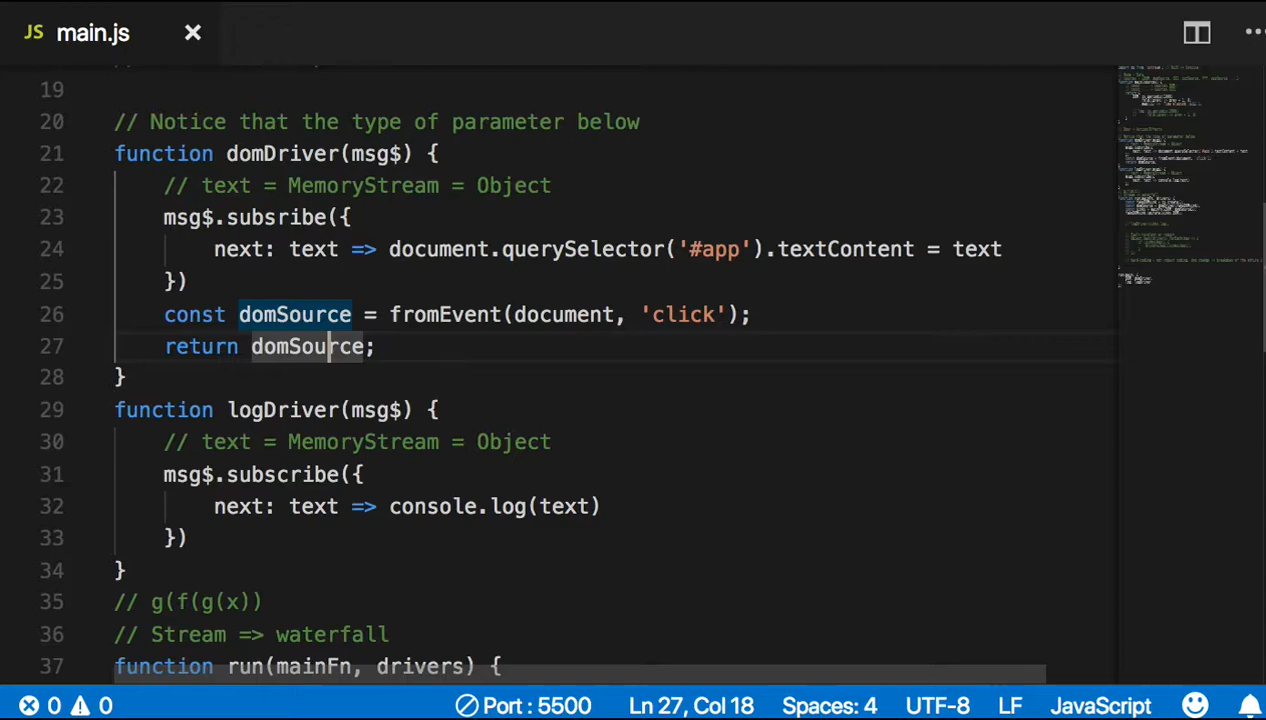 JS main.js
19
20 // Notice that the type of parameter below
21 function domDriver(msg$) {
22 // text = MemoryStream = Object
23 msg$.subsribe({
24 next: text => document.querySelector('#app').textContent = text
25 })
26 const domSource = fromEvent(document, 'click');
27 return domSource;
28 }
29 function logDriver(msg$) {
30 // text = MemoryStream = Object
31 msg$.subscribe({
32 next: text => console.log(text)
33 })
34 }
35 // g(f(g(x))
36 // Stream => waterfall
37 function run(mainFn, drivers) {
0 0 Port : 5500 Ln 27, Col 18 Spaces: 4 UTF-8 LF JavaScript